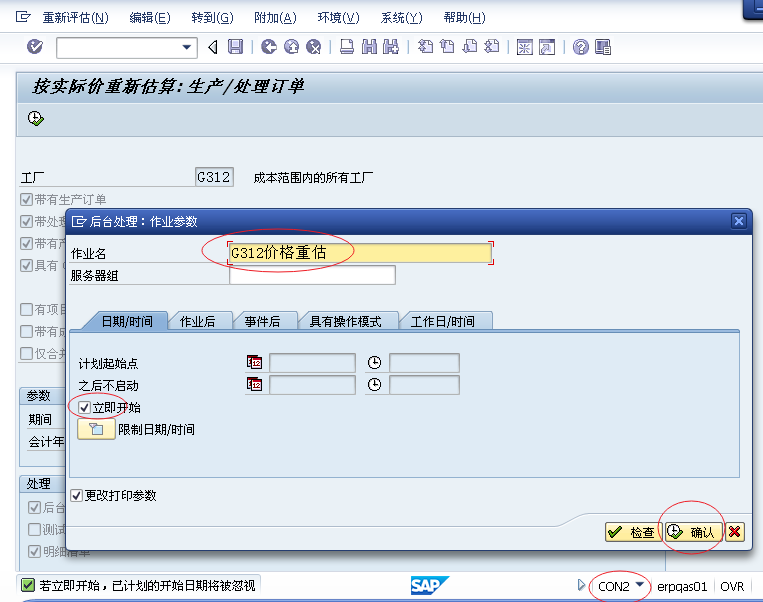 重新评估(N) 编辑(E) 转到(G) 附加(A) 环境(V) 系统(Y) 帮助(H)
按实际价重新估算:生产/处理订单
工厂 G312 成本范围内的所有工厂
带有生产订单
带处
带有产
具有
有项目
带有成
仅合并
参数
期间
会计年
处理
后台
测试
明细清单
后台处理:作业参数
作业名 G312价格重估
服务器组
日期/时间 作业后 事件后 具有操作模式 工作日/时间
计划起始点
之后不启动
立即开始
限制日期/时间
更改打印参数
检查 确认
若立即开始，已计划的开始日期将被忽视 SAP CON2 erpqas01 OVR